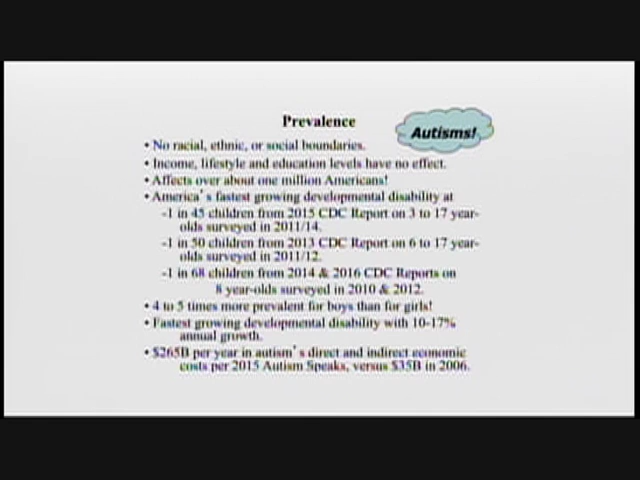 Prevalence
Autisms!
• No racial, ethnic, or social boundaries.
• Income, lifestyle and education levels have no effect.
• Affects over about one million Americans!
• America's fastest growing developmental disability at
-1 in 45 children from 2015 CDC Report on 3 to 17 year-
olds surveyed in 2011/14.
-1 in 50 children from 2013 CDC Report on 6 to 17 year-
olds surveyed in 2011/12.
-1 in 68 children from 2014 & 2016 CDC Reports on
8 year-olds surveyed in 2010 & 2012.
• 4 to 5 times more prevalent for boys than for girls!
• Fastest growing developmental disability with 10-17%
annual growth.
• $265B per year in autism's direct and indirect economic
costs per 2015 Autism Speaks, versus $35B in 2006.